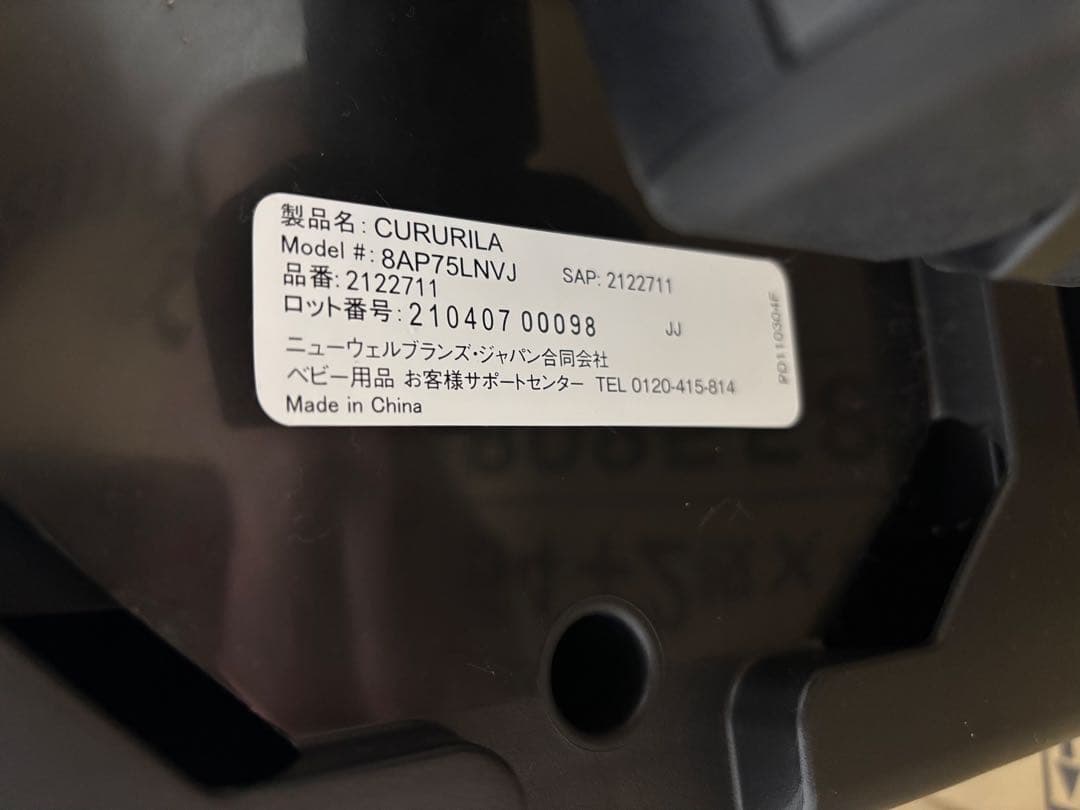 製品名: CURURILA
Model #: 8AP75LNVJ SAP: 2122711
品番: 2122711
ロット番号: 210407 00098 JJ
ニューウェルブランズ・ジャパン合同会社
ベビー用品 お客様サポートセンター TEL 0120-415-814
Made in China